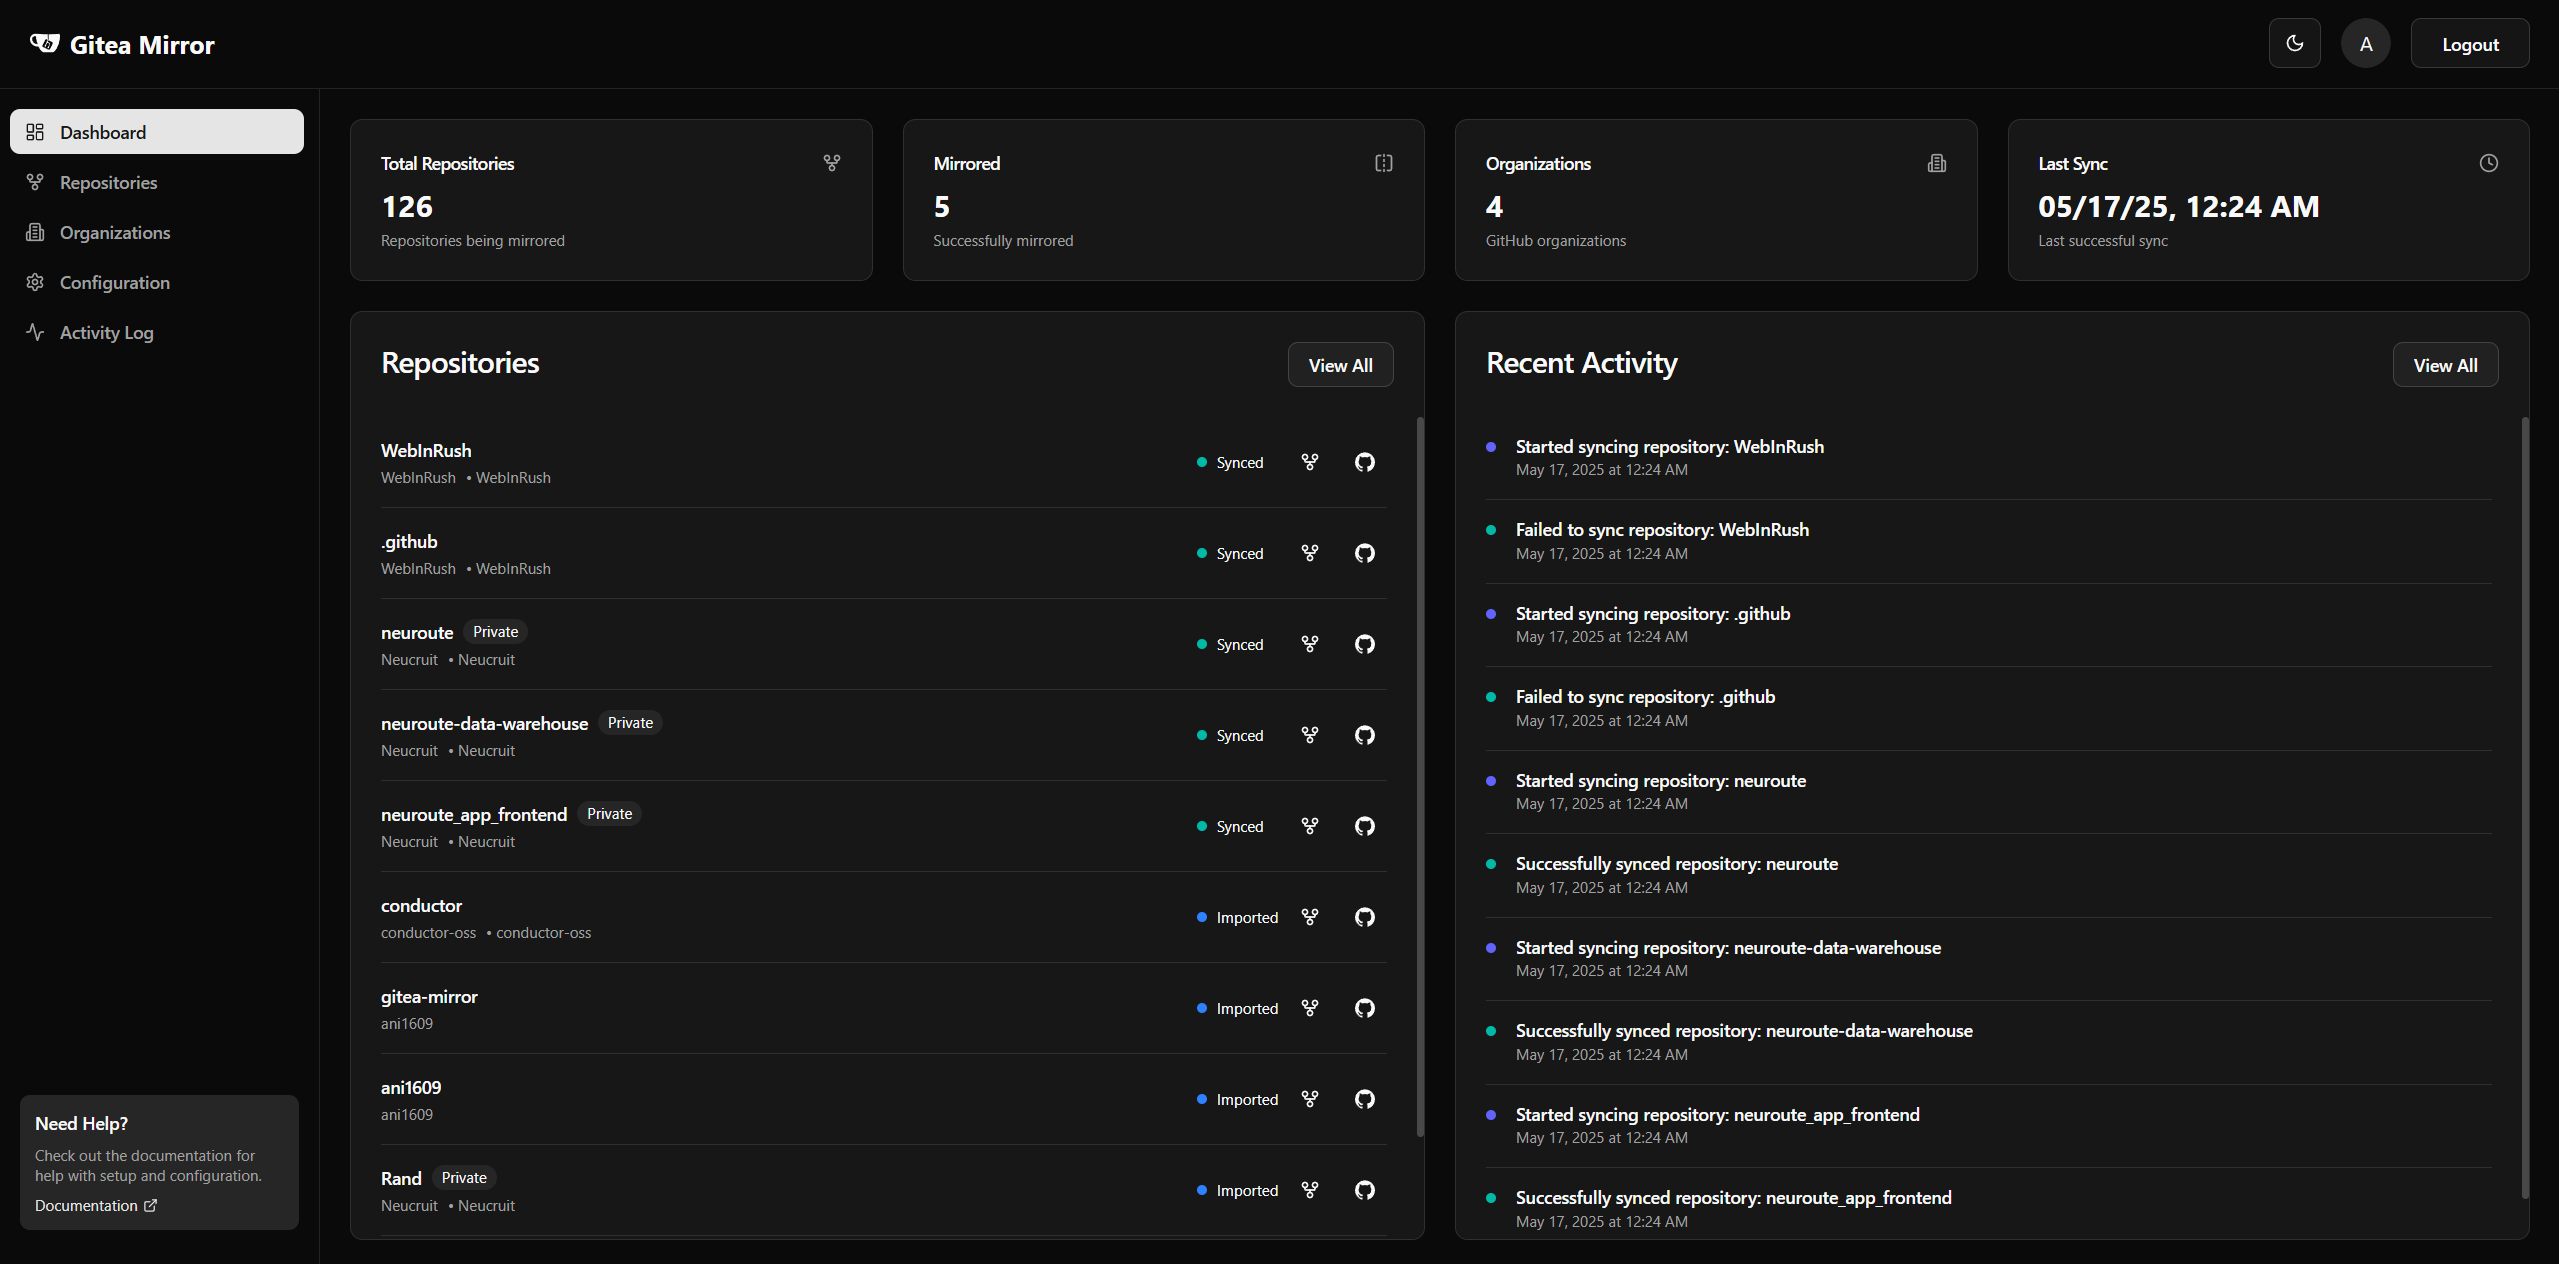 Gitea Mirror
A
Logout
Dashboard
Repositories
Organizations
Configuration
Activity Log
Need Help?
Check out the documentation for
help with setup and configuration.
Documentation
Total Repositories
126
Repositories being mirrored
Mirrored
5
Successfully mirrored
Organizations
4
GitHub organizations
Last Sync
05/17/25, 12:24 AM
Last successful sync
Repositories
View All
WebInRush
WebInRush • WebInRush
Synced
.github
WebInRush • WebInRush
Synced
neuroute Private
Neucruit • Neucruit
Synced
neuroute-data-warehouse Private
Neucruit • Neucruit
Synced
neuroute_app_frontend Private
Neucruit • Neucruit
Synced
conductor
conductor-oss • conductor-oss
Imported
gitea-mirror
ani1609
Imported
ani1609
ani1609
Imported
Rand Private
Neucruit • Neucruit
Imported
Recent Activity
View All
Started syncing repository: WebInRush
May 17, 2025 at 12:24 AM
Failed to sync repository: WebInRush
May 17, 2025 at 12:24 AM
Started syncing repository: .github
May 17, 2025 at 12:24 AM
Failed to sync repository: .github
May 17, 2025 at 12:24 AM
Started syncing repository: neuroute
May 17, 2025 at 12:24 AM
Successfully synced repository: neuroute
May 17, 2025 at 12:24 AM
Started syncing repository: neuroute-data-warehouse
May 17, 2025 at 12:24 AM
Successfully synced repository: neuroute-data-warehouse
May 17, 2025 at 12:24 AM
Started syncing repository: neuroute_app_frontend
May 17, 2025 at 12:24 AM
Successfully synced repository: neuroute_app_frontend
May 17, 2025 at 12:24 AM